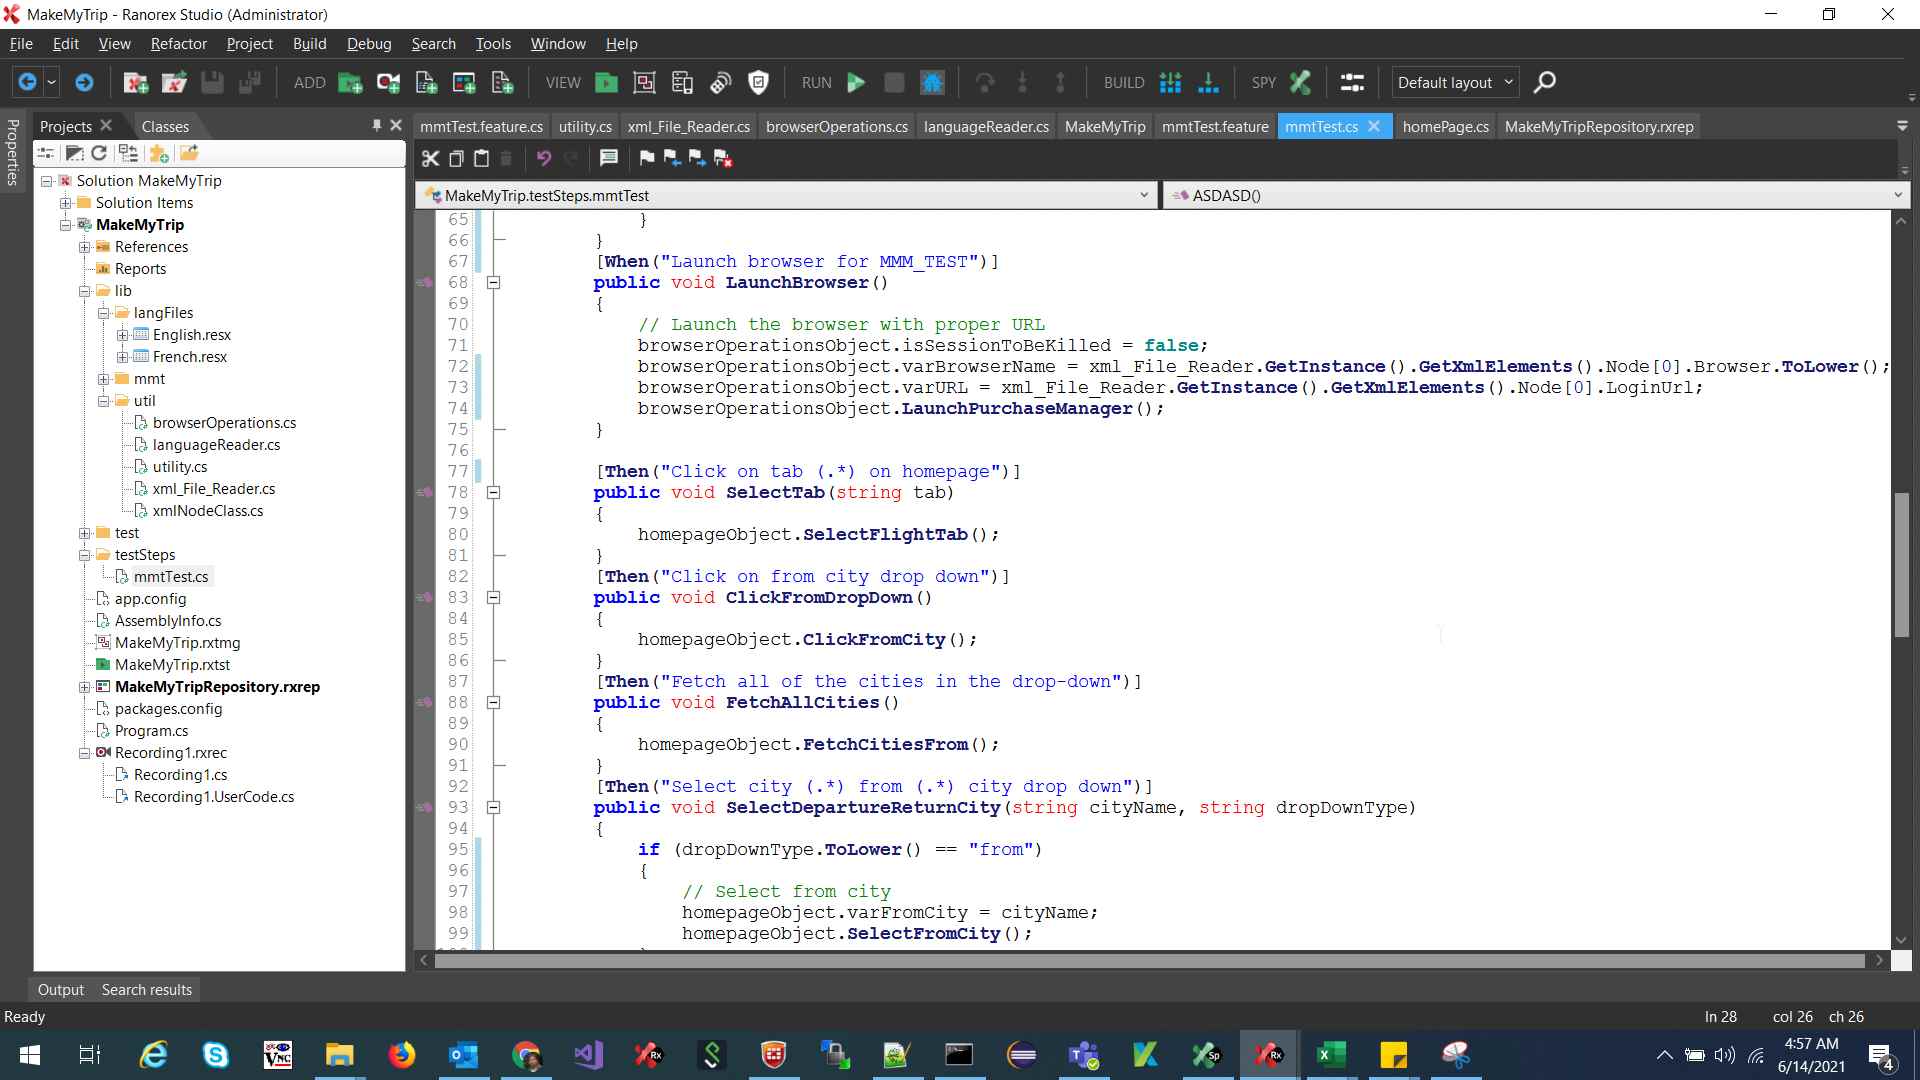 MakeMyTrip - Ranorex Studio (Administrator)
File Edit View Refactor Project Build Debug Search Tools Window Help
ADD VIEW RUN BUILD SPY Default layout
Properties
Projects Classes
mmtTest.feature.cs utility.cs xml_File_Reader.cs browserOperations.cs languageReader.cs MakeMyTrip mmtTest.feature mmtTest.cs homePage.cs MakeMyTripRepository.rxrep
MakeMyTrip.testSteps.mmtTest ASDASD()
Solution MakeMyTrip
Solution Items
MakeMyTrip
References
Reports
lib
langFiles
English.resx
French.resx
mmt
util
browserOperations.cs
languageReader.cs
utility.cs
xml_File_Reader.cs
xmlNodeClass.cs
test
testSteps
mmtTest.cs
app.config
AssemblyInfo.cs
MakeMyTrip.rxtmg
MakeMyTrip.rxtst
MakeMyTripRepository.rxrep
packages.config
Program.cs
Recording1.rxrec
Recording1.cs
Recording1.UserCode.cs
65 }
66 }
67 [When("Launch browser for MMM_TEST")]
68 public void LaunchBrowser()
69 {
70 // Launch the browser with proper URL
71 browserOperationsObject.isSessionToBeKilled = false;
72 browserOperationsObject.varBrowserName = xml_File_Reader.GetInstance().GetXmlElements().Node[0].Browser.ToLower();
73 browserOperationsObject.varURL = xml_File_Reader.GetInstance().GetXmlElements().Node[0].LoginUrl;
74 browserOperationsObject.LaunchPurchaseManager();
75 }
76
77 [Then("Click on tab (.*) on homepage")]
78 public void SelectTab(string tab)
79 {
80 homepageObject.SelectFlightTab();
81 }
82 [Then("Click on from city drop down")]
83 public void ClickFromDropDown()
84 {
85 homepageObject.ClickFromCity();
86 }
87 [Then("Fetch all of the cities in the drop-down")]
88 public void FetchAllCities()
89 {
90 homepageObject.FetchCitiesFrom();
91 }
92 [Then("Select city (.*) from (.*) city drop down")]
93 public void SelectDepartureReturnCity(string cityName, string dropDownType)
94 {
95 if (dropDownType.ToLower() == "from")
96 {
97 // Select from city
98 homepageObject.varFromCity = cityName;
99 homepageObject.SelectFromCity();
Output Search results
Ready ln 28 col 26 ch 26
4:57 AM
6/14/2021
4